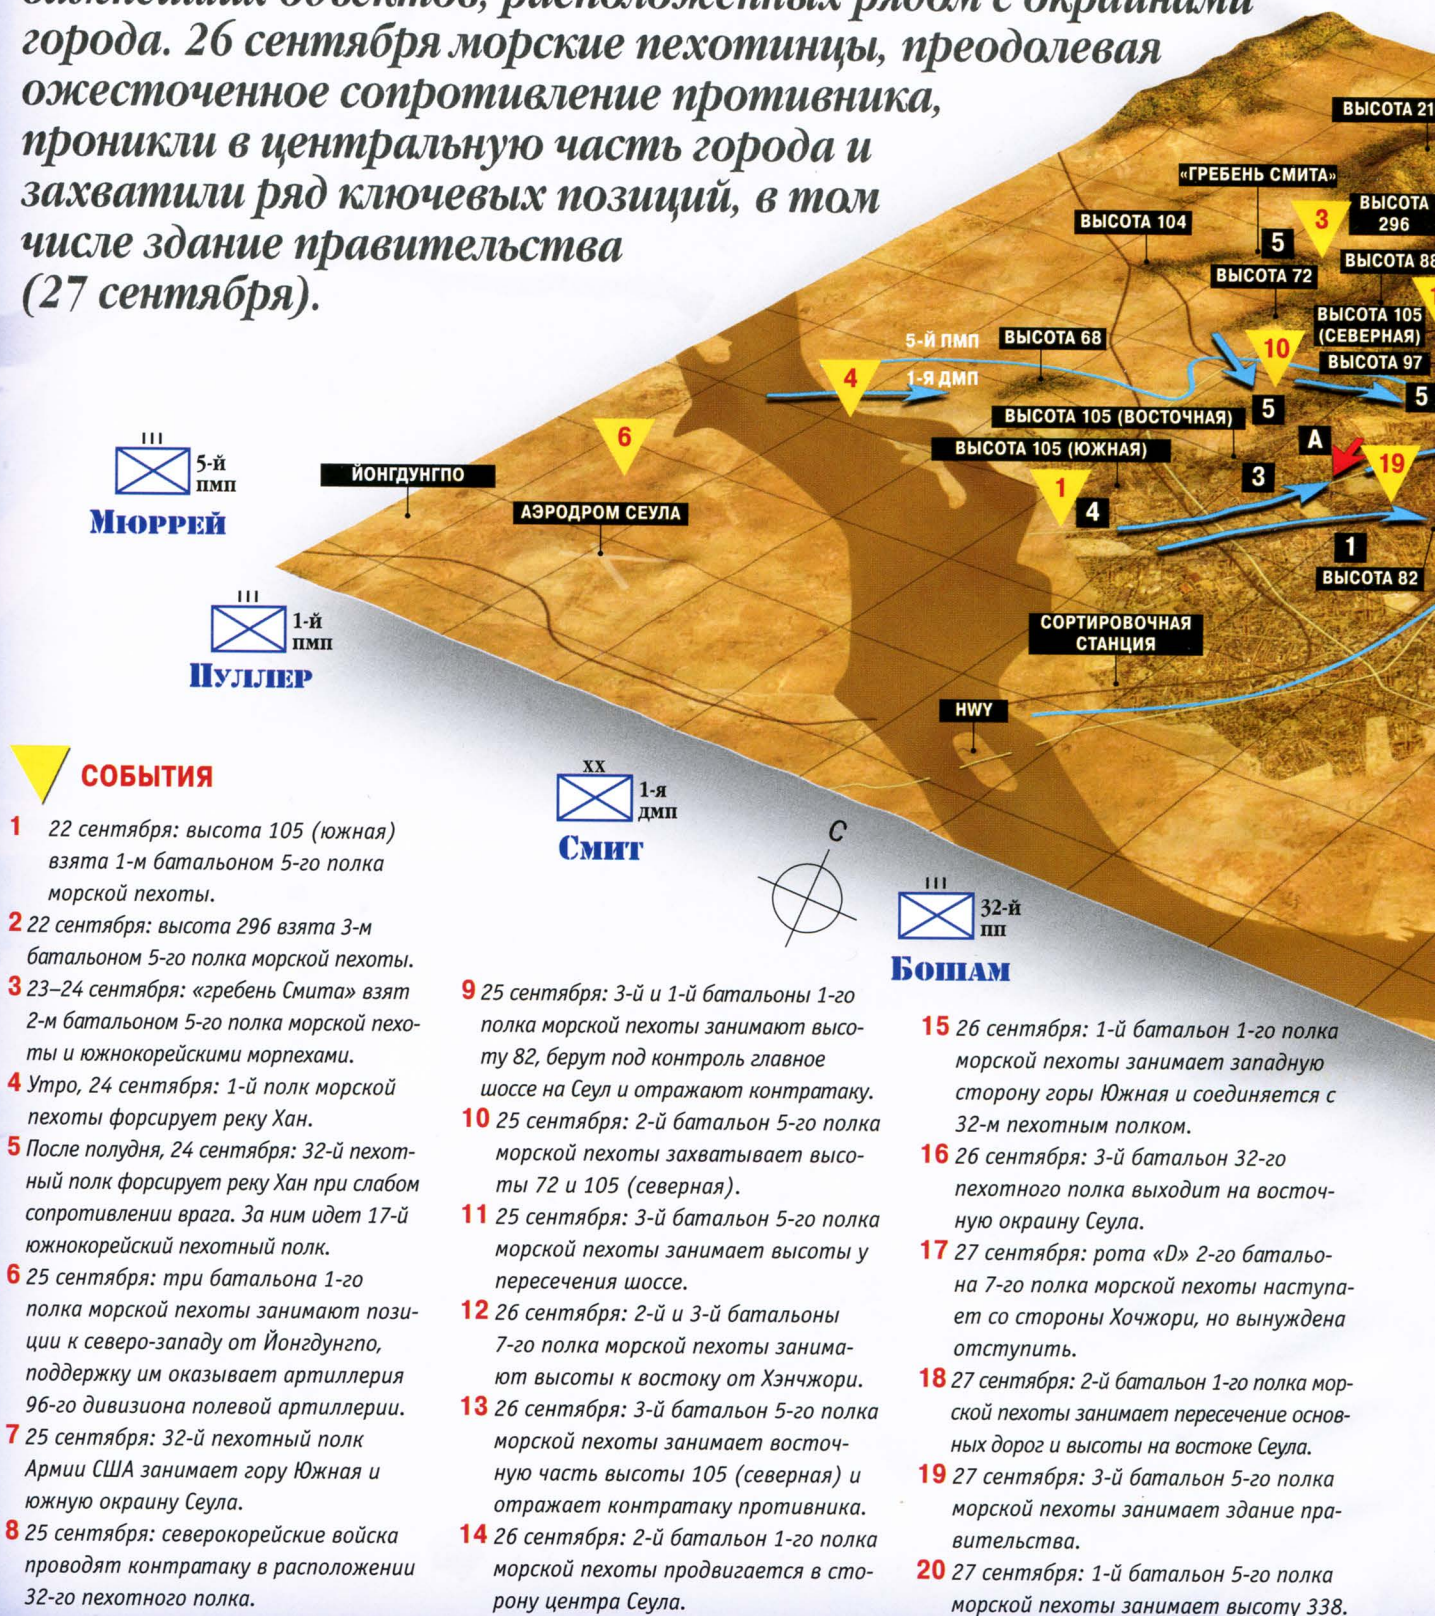 важнейших объектов, расположенных рядом с окраинами
города. 26 сентября морские пехотинцы, преодолевая
ожесточенное сопротивление противника,
проникли в центральную часть города и
захватили ряд ключевых позиций, в том
числе здание правительства
(27 сентября).
ВЫСОТА 21
«ГРЕБЕНЬ СМИТА»
ВЫСОТА
296
3
ВЫСОТА 104
5
ВЫСОТА 88
ВЫСОТА 72
ВЫСОТА 105
(СЕВЕРНАЯ)
5-Й ПМП
ВЫСОТА 68
10
ВЫСОТА 97
4
1-Я ДМП
5
5
ВЫСОТА 105 (ВОСТОЧНАЯ)
6
А
ВЫСОТА 105 (ЮЖНАЯ)
19
3
1
4
ЙОНГДУНГПО
АЭРОДРОМ СЕУЛА
1
ВЫСОТА 82
СОРТИРОВОЧНАЯ
СТАНЦИЯ
HWY
III
5-й
пмп
Мюррей
III
1-й
пмп
Пуллер
XX
1-я
дмп
Смит
С
III
32-й
пп
Бошам
СОБЫТИЯ
1 22 сентября: высота 105 (южная)
взята 1-м батальоном 5-го полка
морской пехоты.
2 22 сентября: высота 296 взята 3-м
батальоном 5-го полка морской пехоты.
3 23–24 сентября: «гребень Смита» взят
2-м батальоном 5-го полка морской пехо-
ты и южнокорейскими морпехами.
4 Утро, 24 сентября: 1-й полк морской
пехоты форсирует реку Хан.
5 После полудня, 24 сентября: 32-й пехот-
ный полк форсирует реку Хан при слабом
сопротивлении врага. За ним идет 17-й
южнокорейский пехотный полк.
6 25 сентября: три батальона 1-го
полка морской пехоты занимают пози-
ции к северо-западу от Йонгдунгпо,
поддержку им оказывает артиллерия
96-го дивизиона полевой артиллерии.
7 25 сентября: 32-й пехотный полк
Армии США занимает гору Южная и
южную окраину Сеула.
8 25 сентября: северокорейские войска
проводят контратаку в расположении
32-го пехотного полка.
9 25 сентября: 3-й и 1-й батальоны 1-го
полка морской пехоты занимают высо-
ту 82, берут под контроль главное
шоссе на Сеул и отражают контратаку.
10 25 сентября: 2-й батальон 5-го полка
морской пехоты захватывает высо-
ты 72 и 105 (северная).
11 25 сентября: 3-й батальон 5-го полка
морской пехоты занимает высоты у
пересечения шоссе.
12 26 сентября: 2-й и 3-й батальоны
7-го полка морской пехоты занима-
ют высоты к востоку от Хэнчжори.
13 26 сентября: 3-й батальон 5-го полка
морской пехоты занимает восточ-
ную часть высоты 105 (северная) и
отражает контратаку противника.
14 26 сентября: 2-й батальон 1-го полка
морской пехоты продвигается в сто-
рону центра Сеула.
15 26 сентября: 1-й батальон 1-го полка
морской пехоты занимает западную
сторону горы Южная и соединяется с
32-м пехотным полком.
16 26 сентября: 3-й батальон 32-го
пехотного полка выходит на восточ-
ную окраину Сеула.
17 27 сентября: рота «D» 2-го батальо-
на 7-го полка морской пехоты наступа-
ет со стороны Хочжори, но вынуждена
отступить.
18 27 сентября: 2-й батальон 1-го полка мор-
ской пехоты занимает пересечение основ-
ных дорог и высоты на востоке Сеула.
19 27 сентября: 3-й батальон 5-го полка
морской пехоты занимает здание пра-
вительства.
20 27 сентября: 1-й батальон 5-го полка
морской пехоты занимает высоту 338.